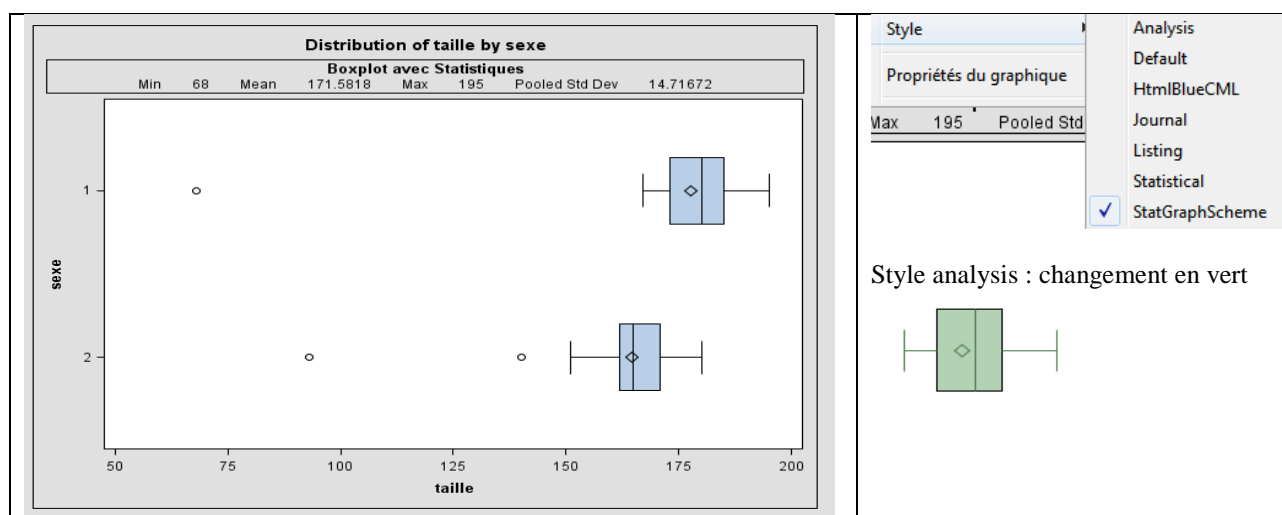 Distribution of taille by sexe
Boxplot avec Statistiques
Min 68 Mean 171.5818 Max 195 Pooled Std Dev 14.71672
1
sexe
2
50 75 100 125 150 175 200
taille
Style
Propriétés du graphique
Max 195 Pooled Std
Analysis
Default
HtmlBlueCML
Journal
Listing
Statistical
StatGraphScheme
Style analysis : changement en vert